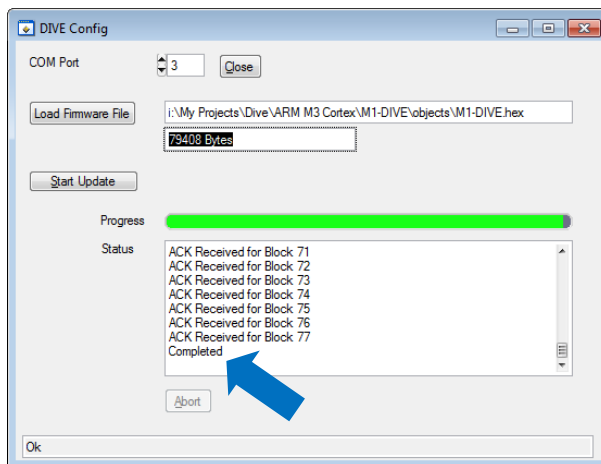 DIVE Config
COM Port 3 Close
Load Firmware File i:\My Projects\Dive\ARM M3 Cortex\M1-DIVE\objects\M1-DIVE.hex
79408 Bytes
Start Update
Progress
Status
ACK Received for Block 71
ACK Received for Block 72
ACK Received for Block 73
ACK Received for Block 74
ACK Received for Block 75
ACK Received for Block 76
ACK Received for Block 77
Completed
Abort
Ok